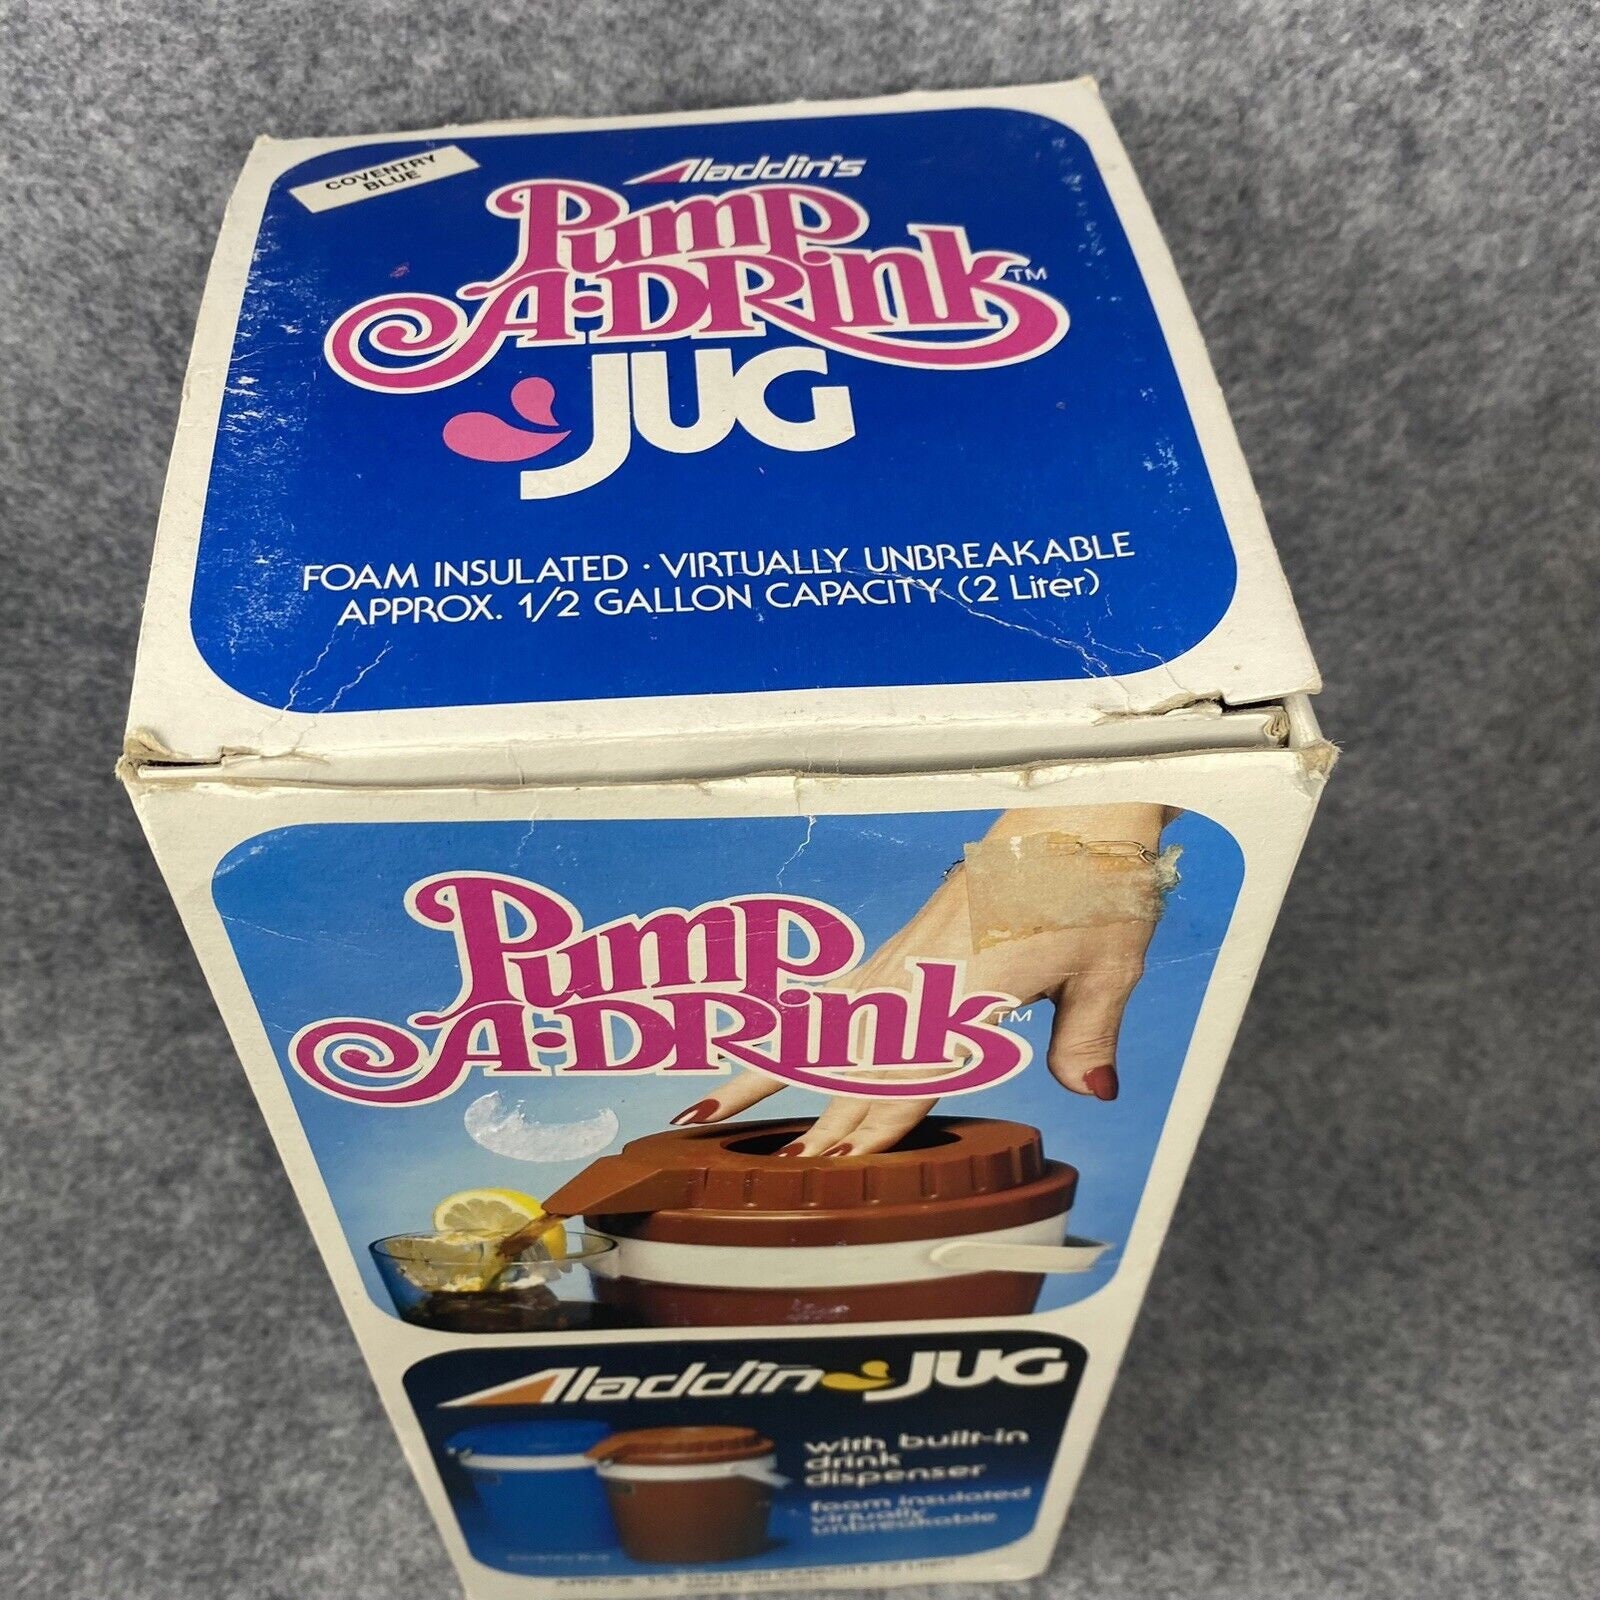 COVENTRY
BLUE
Aladdin's
Pump
A·DRink™
JUG
FOAM INSULATED · VIRTUALLY UNBREAKABLE
APPROX. 1/2 GALLON CAPACITY (2 Liter)
Pump
A·DRink™
Aladdin JUG
with built-in
drink
dispenser
foam insulated
virtually
unbreakable